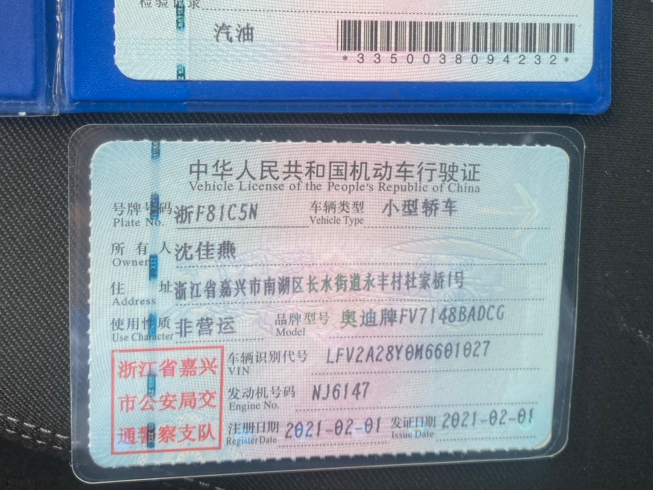 检验记录
汽油
*3350038094232*
中华人民共和国机动车行驶证
Vehicle License of the People's Republic of China
号牌号码 浙F81C5N 车辆类型 小型轿车
Plate No. Vehicle Type
所有人 沈佳燕
Owner
住址 浙江省嘉兴市南湖区长水街道永丰村杜家桥1号
Address
使用性质 非营运 品牌型号 奥迪牌FV7148BADCG
Use Character Model
浙江省嘉兴
市公安局交
通警察支队
车辆识别代号 LFV2A28Y0M6601027
VIN
发动机号码 NJ6147
Engine No.
注册日期 2021-02-01 发证日期 2021-02-01
Register Date Issue Date